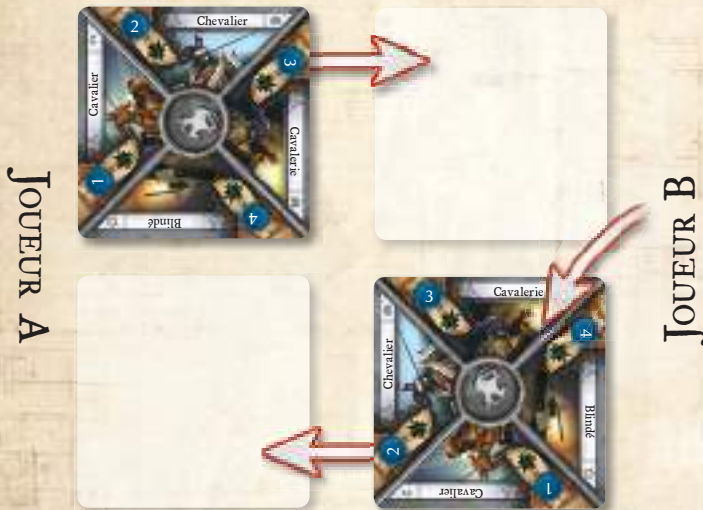 Joueur A
2
Chevalier
3
Cavalier
Cavalerie
1
Blindé
4
Joueur B
3
Cavalerie
4
Chevalier
Blindé
2
Cavalier
1